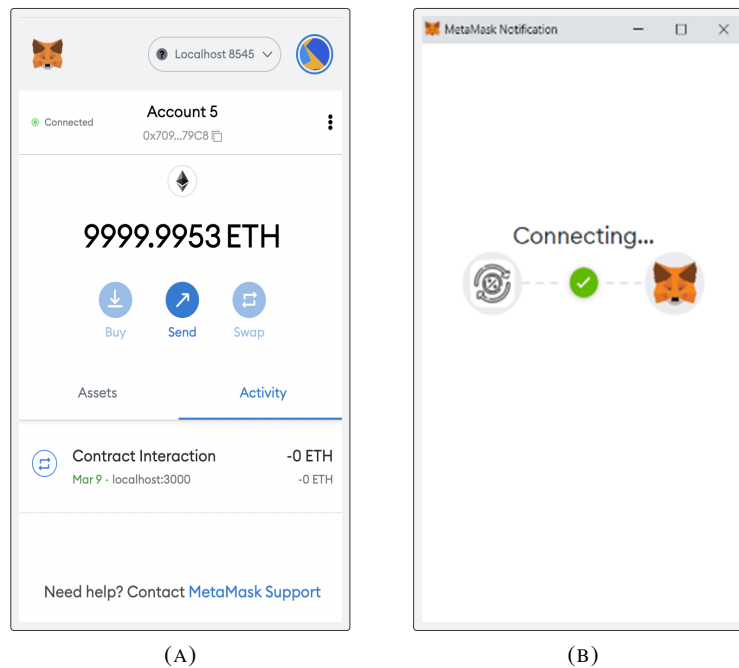 Localhost 8545
Connected
Account 5
0x709...79C8
9999.9953 ETH
Buy Send Swap
Assets Activity
Contract Interaction -0 ETH
Mar 9 · localhost:3000 -0 ETH
Need help? Contact MetaMask Support
(A)
MetaMask Notification
Connecting...
(B)